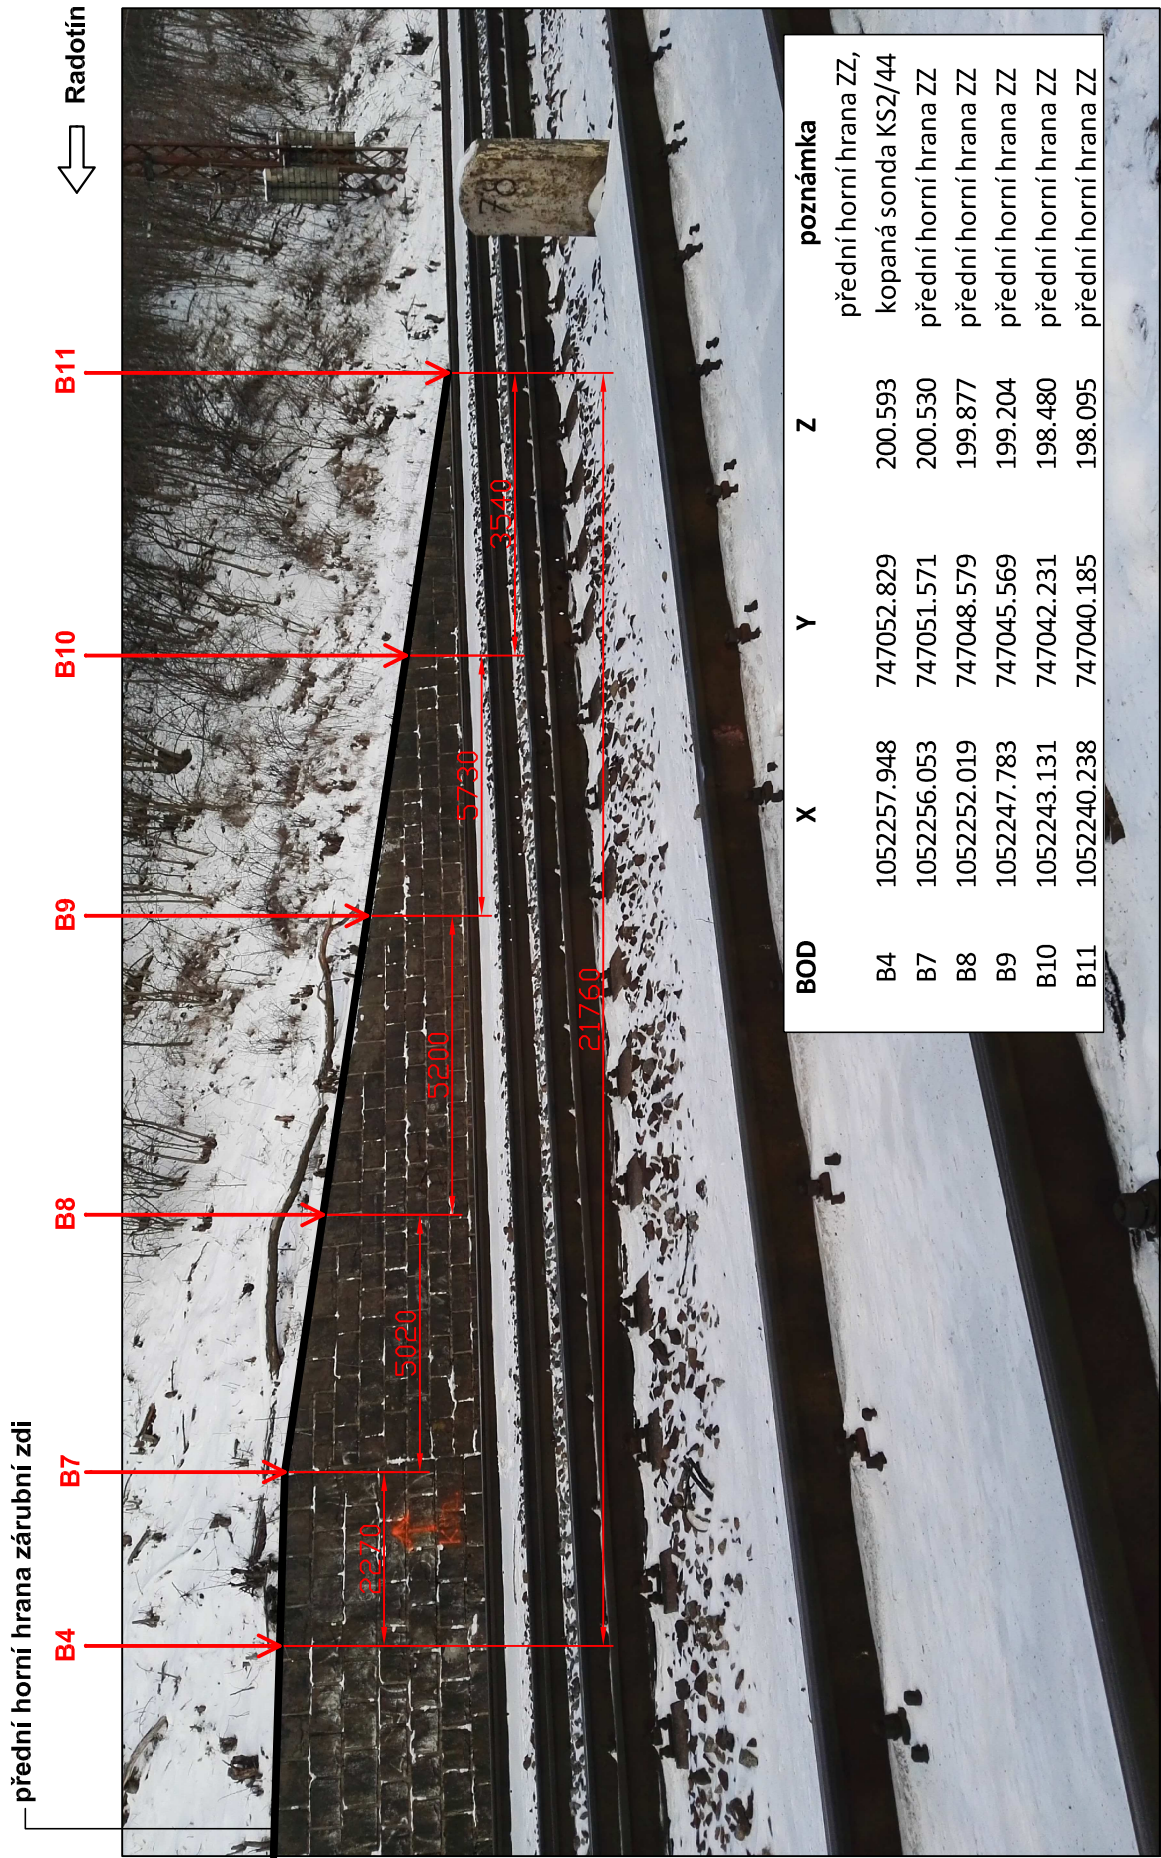 přední horní hrana zárubní zdi
B4
B7
B8
B9
B10
B11
Radotín
2270
5020
5200
5730
3540
21760
78
BOD X Y Z poznámka
přední horní hrana ZZ,
B4 1052257.948 747052.829 200.593 kopaná sonda KS2/44
B7 1052256.053 747051.571 200.530 přední horní hrana ZZ
B8 1052252.019 747048.579 199.877 přední horní hrana ZZ
B9 1052247.783 747045.569 199.204 přední horní hrana ZZ
B10 1052243.131 747042.231 198.480 přední horní hrana ZZ
B11 1052240.238 747040.185 198.095 přední horní hrana ZZ